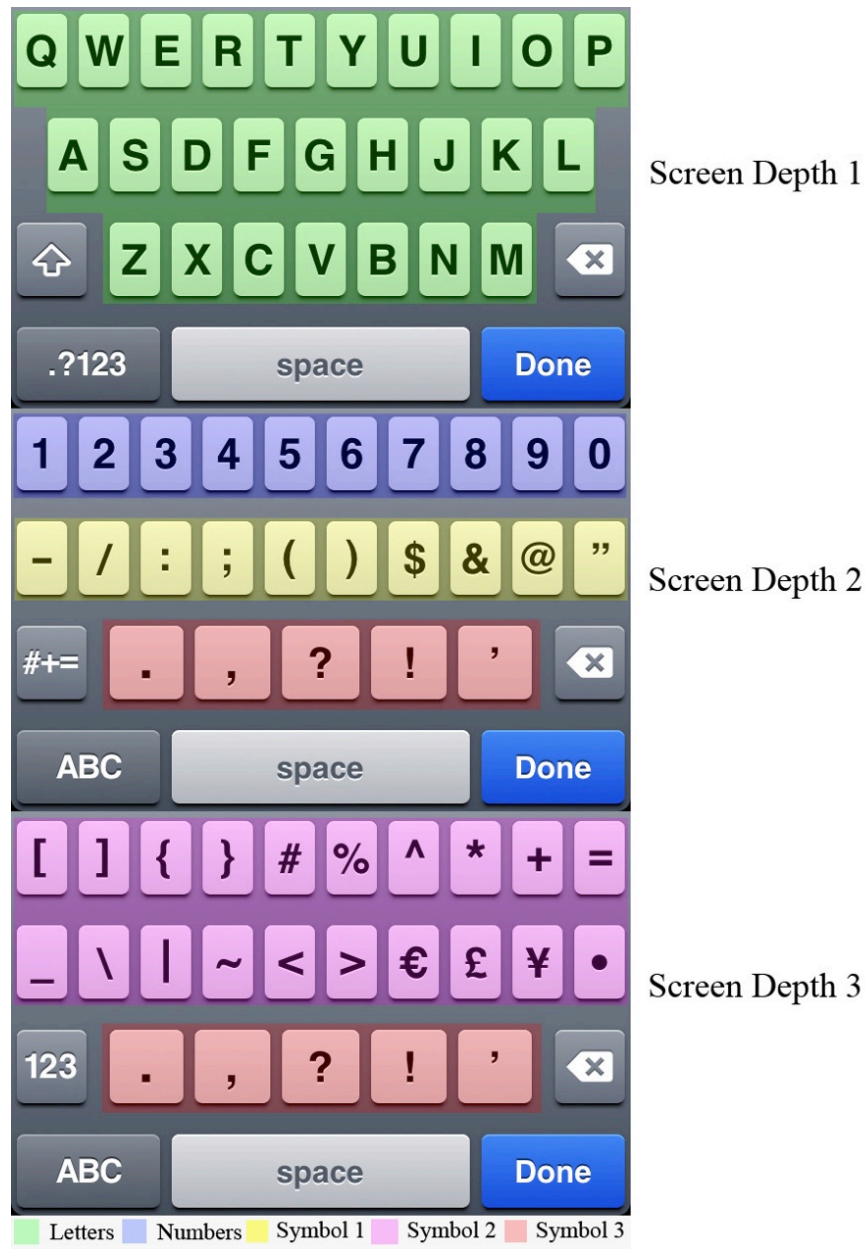 Q W E R T Y U I O P
A S D F G H J K L
Screen Depth 1
Z X C V B N M
.?123 space Done
1 2 3 4 5 6 7 8 9 0
- / : ; ( ) $ & @ ”
Screen Depth 2
#+= . , ? ! ’
ABC space Done
[ ] { } # % ^ * + =
_ \ | ~ < > € £ ¥ •
Screen Depth 3
123 . , ? ! ’
ABC space Done
Letters Numbers Symbol 1 Symbol 2 Symbol 3